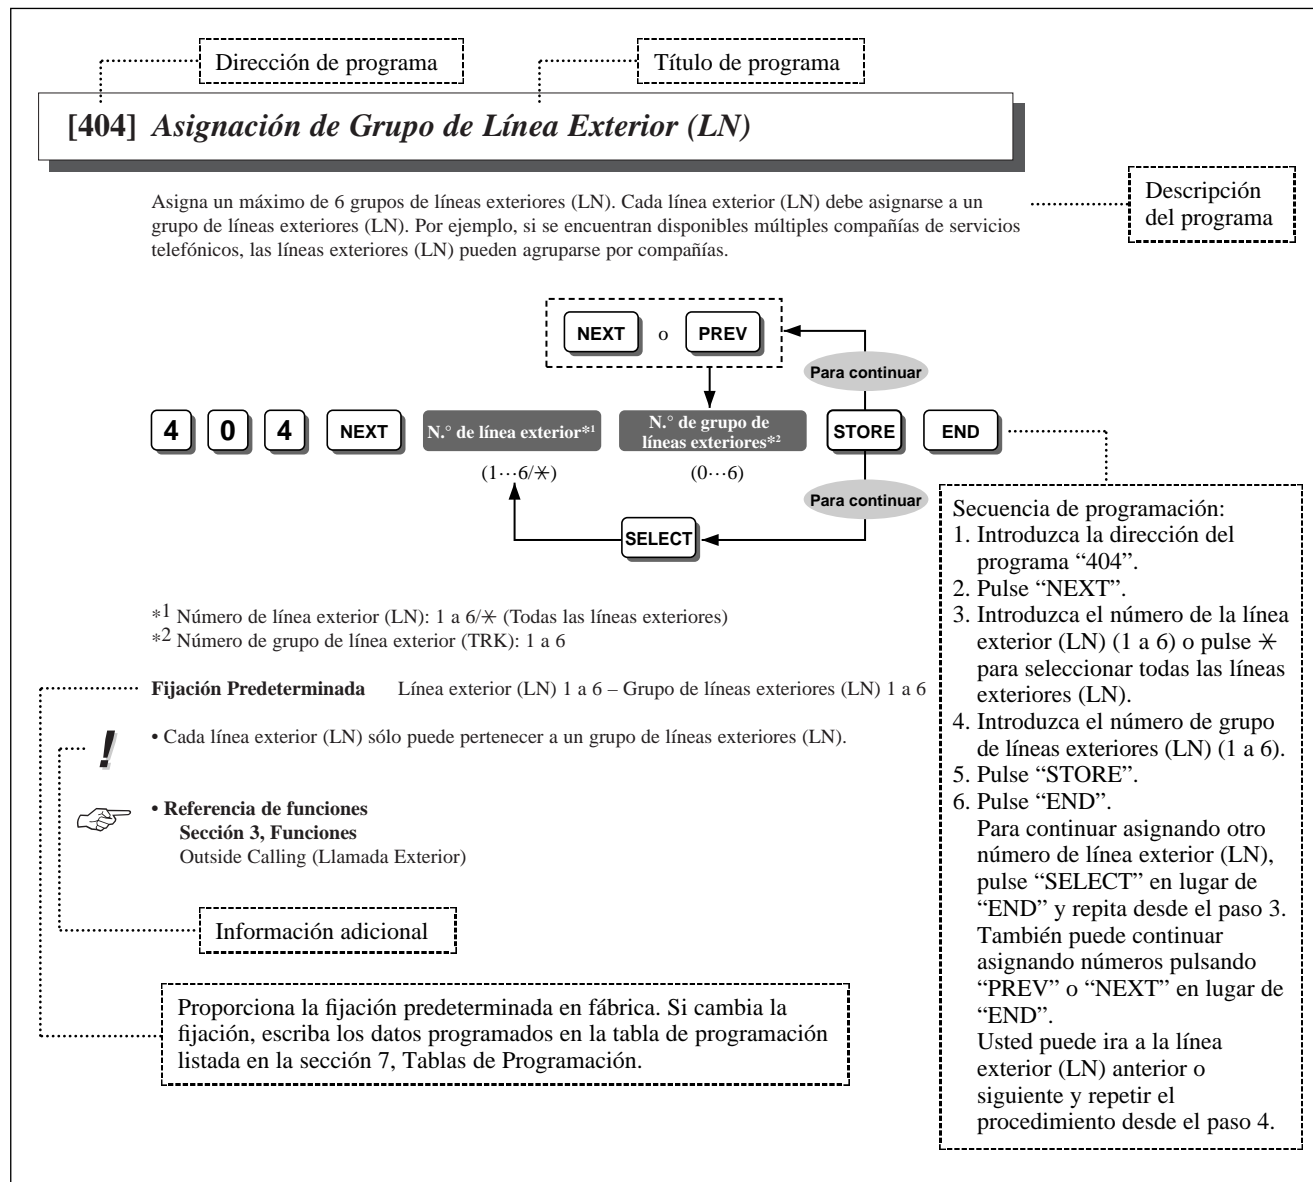 Dirección de programa
Título de programa
[404] Asignación de Grupo de Línea Exterior (LN)
Asigna un máximo de 6 grupos de líneas exteriores (LN). Cada línea exterior (LN) debe asignarse a un
grupo de líneas exteriores (LN). Por ejemplo, si se encuentran disponibles múltiples compañías de servicios
telefónicos, las líneas exteriores (LN) pueden agruparse por compañías.
Descripción
del programa
NEXT o PREV
Para continuar
4 0 4 NEXT N.° de línea exterior*1 N.° de grupo de
líneas exteriores*2 STORE END
(1···6/✳) (0···6)
Para continuar
SELECT
*1 Número de línea exterior (LN): 1 a 6/✳ (Todas las líneas exteriores)
*2 Número de grupo de línea exterior (TRK): 1 a 6
Fijación Predeterminada Línea exterior (LN) 1 a 6 – Grupo de líneas exteriores (LN) 1 a 6
! • Cada línea exterior (LN) sólo puede pertenecer a un grupo de líneas exteriores (LN).
• Referencia de funciones
Sección 3, Funciones
Outside Calling (Llamada Exterior)
Información adicional
Proporciona la fijación predeterminada en fábrica. Si cambia la
fijación, escriba los datos programados en la tabla de programación
listada en la sección 7, Tablas de Programación.
Secuencia de programación:
1. Introduzca la dirección del
programa “404”.
2. Pulse “NEXT”.
3. Introduzca el número de la línea
exterior (LN) (1 a 6) o pulse ✳
para seleccionar todas las líneas
exteriores (LN).
4. Introduzca el número de grupo
de líneas exteriores (LN) (1 a 6).
5. Pulse “STORE”.
6. Pulse “END”.
Para continuar asignando otro
número de línea exterior (LN),
pulse “SELECT” en lugar de
“END” y repita desde el paso 3.
También puede continuar
asignando números pulsando
“PREV” o “NEXT” en lugar de
“END”.
Usted puede ira a la línea
exterior (LN) anterior o
siguiente y repetir el
procedimiento desde el paso 4.